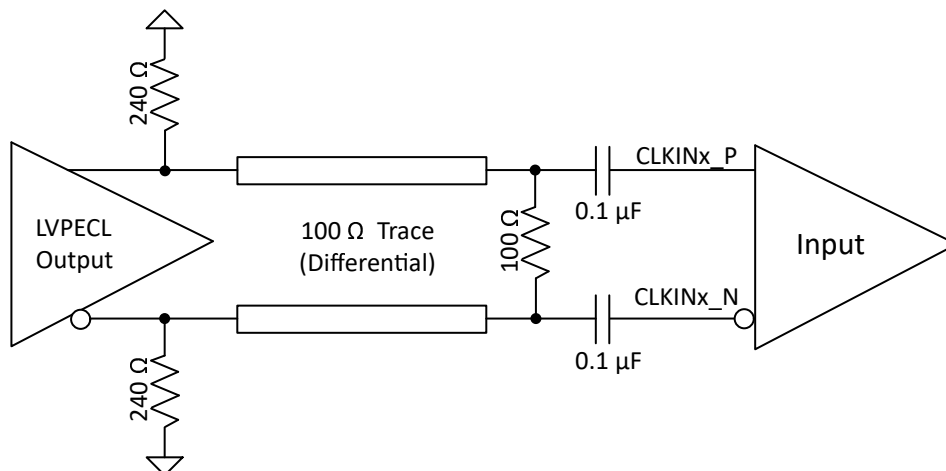 240 Ω
LVPECL
Output
100 Ω Trace
(Differential)
100 Ω
0.1 µF
CLKINx_P
CLKINx_N
0.1 µF
Input
240 Ω